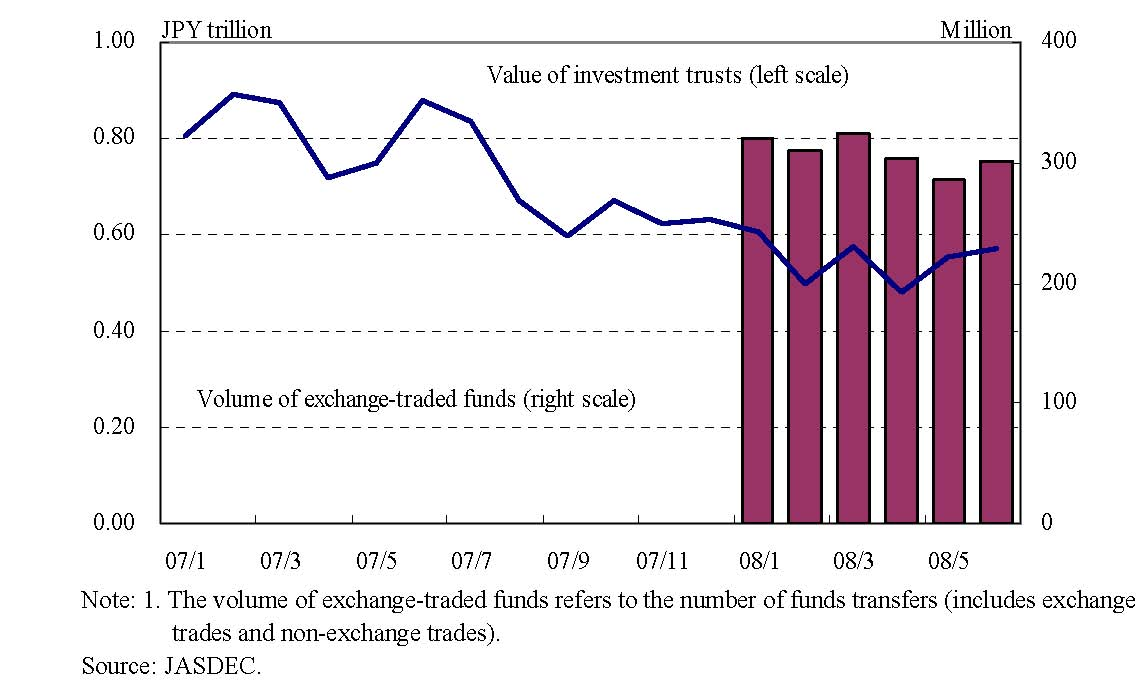 JPY trillion Million
1.00 400
Value of investment trusts (left scale)
0.80
300
0.60
200
0.40
Volume of exchange-traded funds (right scale)
100
0.20
0.00 0
07/1 07/3 07/5 07/7 07/9 07/11 08/1 08/3 08/5
Note: 1. The volume of exchange-traded funds refers to the number of funds transfers (includes exchange
trades and non-exchange trades).
Source: JASDEC.